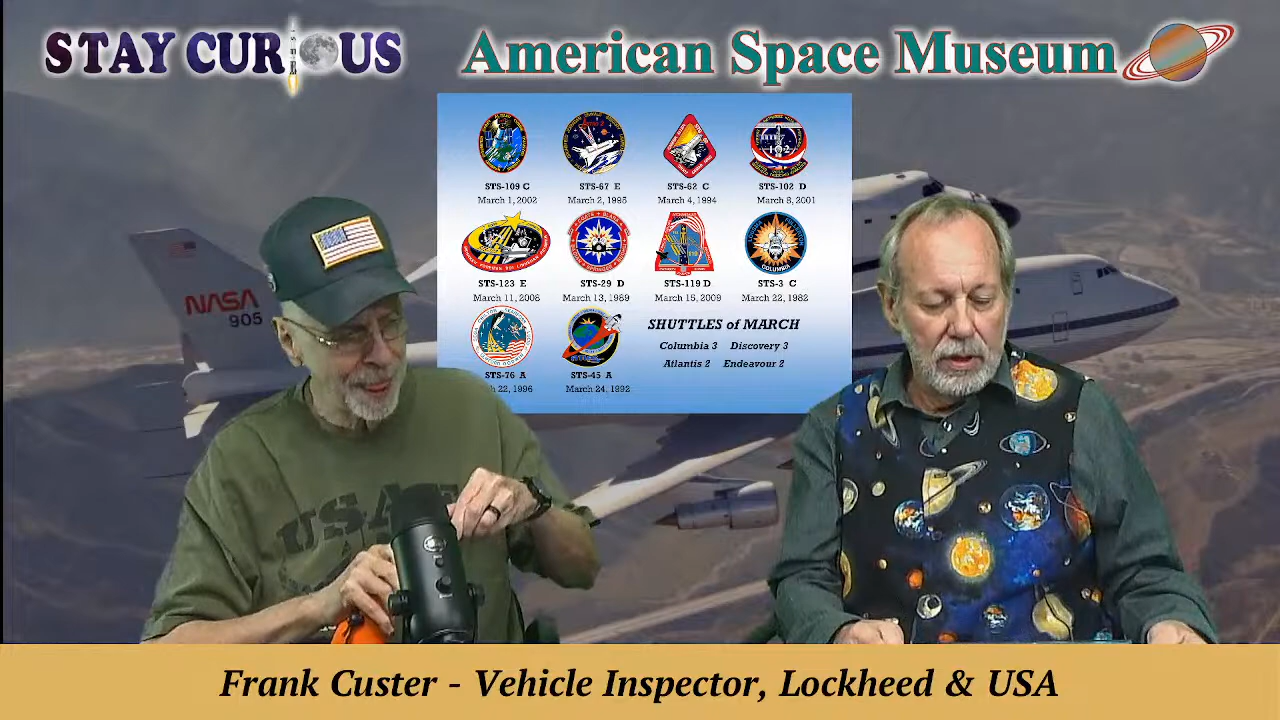 STAY CURIOUS
American Space Museum
STS-109 C
March 1, 2002
STS-67 E
March 2, 1995
STS-62 C
March 4, 1994
STS-102 D
March 8, 2001
STS-123 E
March 11, 2008
STS-29 D
March 13, 1989
STS-119 D
March 15, 2009
COLUMBIA
STS-3 C
March 22, 1982
STS-76 A
22, 1996
STS-45 A
March 24, 1992
SHUTTLES of MARCH
Columbia 3 Discovery 3
Atlantis 2 Endeavour 2
NASA
905
USA
Frank Custer - Vehicle Inspector, Lockheed & USA